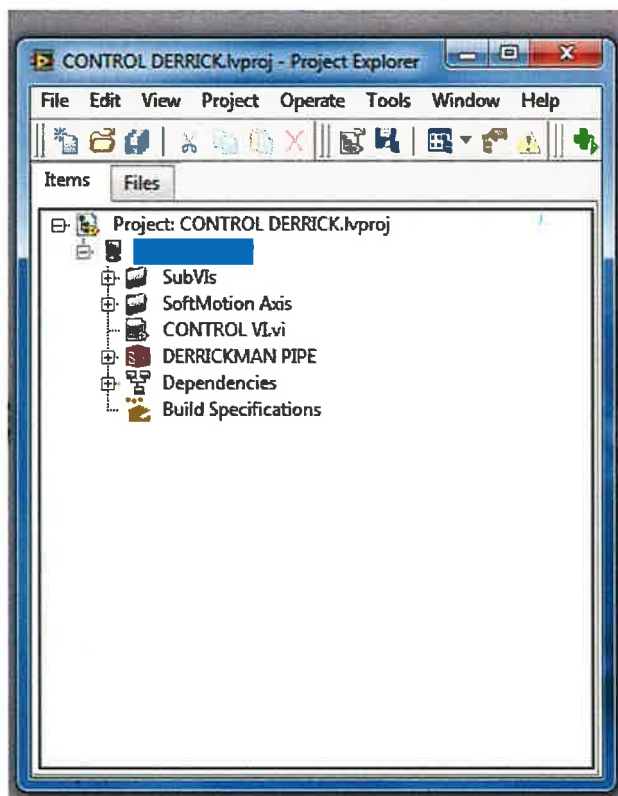 CONTROL DERRICK.lvproj - Project Explorer
File Edit View Project Operate Tools Window Help
Items Files
Project: CONTROL DERRICK.lvproj
SubVIs
SoftMotion Axis
CONTROL VI.vi
DERRICKMAN PIPE
Dependencies
Build Specifications